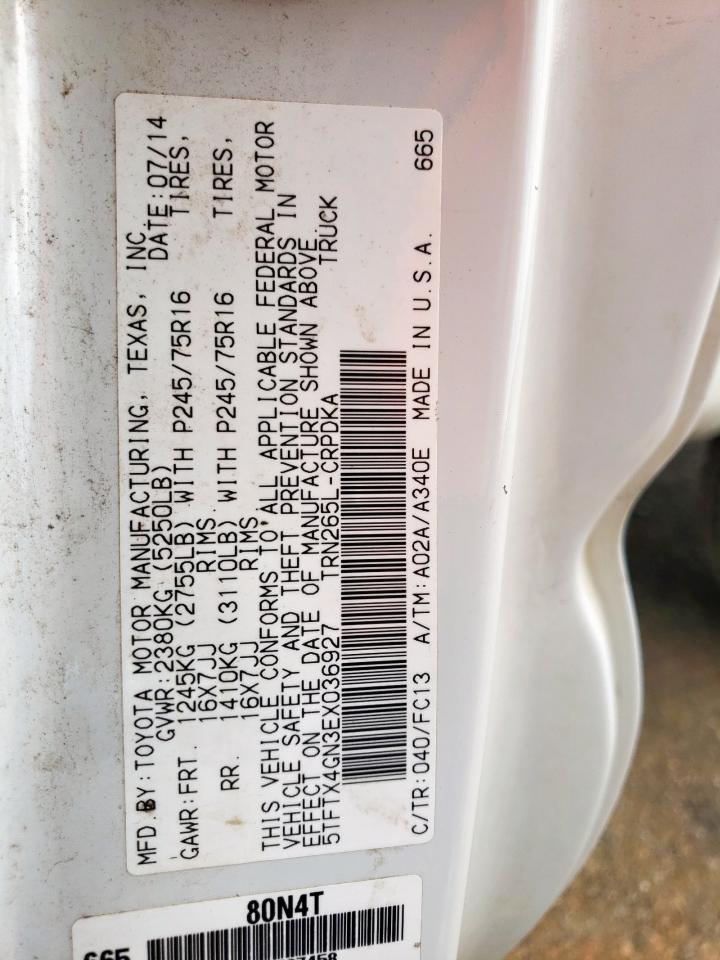 MFD.BY:TOYOTA MOTOR MANUFACTURING, TEXAS, INC
GVWR:2380KG (5250LB) DATE:07/14
GAWR:FRT. 1245KG (2755LB) WITH P245/75R16 TIRES,
16X7JJ RIMS
RR. 1410KG (3110LB) WITH P245/75R16 TIRES,
16X7JJ RIMS
THIS VEHICLE CONFORMS TO ALL APPLICABLE FEDERAL MOTOR
VEHICLE SAFETY AND THEFT PREVENTION STANDARDS IN
EFFECT ON THE DATE OF MANUFACTURE SHOWN ABOVE.
5TFTX4GN3EX036927 TRN265L-CRPDKA TRUCK
C/TR:040/FC13 A/TM:A02A/A340E MADE IN U.S.A. 665
80N4T
665